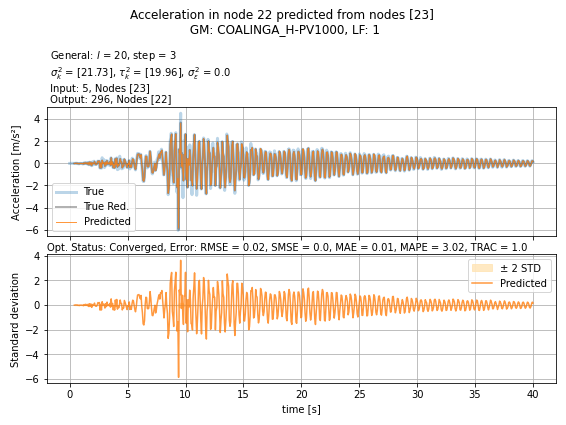 Acceleration in node 22 predicted from nodes [23]
GM: COALINGA_H-PV1000, LF: 1
General: l = 20, step = 3
σ²ₖ = [21.73], τ²ₖ = [19.96], σ²ε = 0.0
Input: 5, Nodes [23]
Output: 296, Nodes [22]
Acceleration [m/s²]
4
2
0
−2
−4
−6
True
True Red.
Predicted
Opt. Status: Converged, Error: RMSE = 0.02, SMSE = 0.0, MAE = 0.01, MAPE = 3.02, TRAC = 1.0
Standard deviation
4
2
0
−2
−4
−6
± 2 STD
Predicted
0 5 10 15 20 25 30 35 40
time [s]